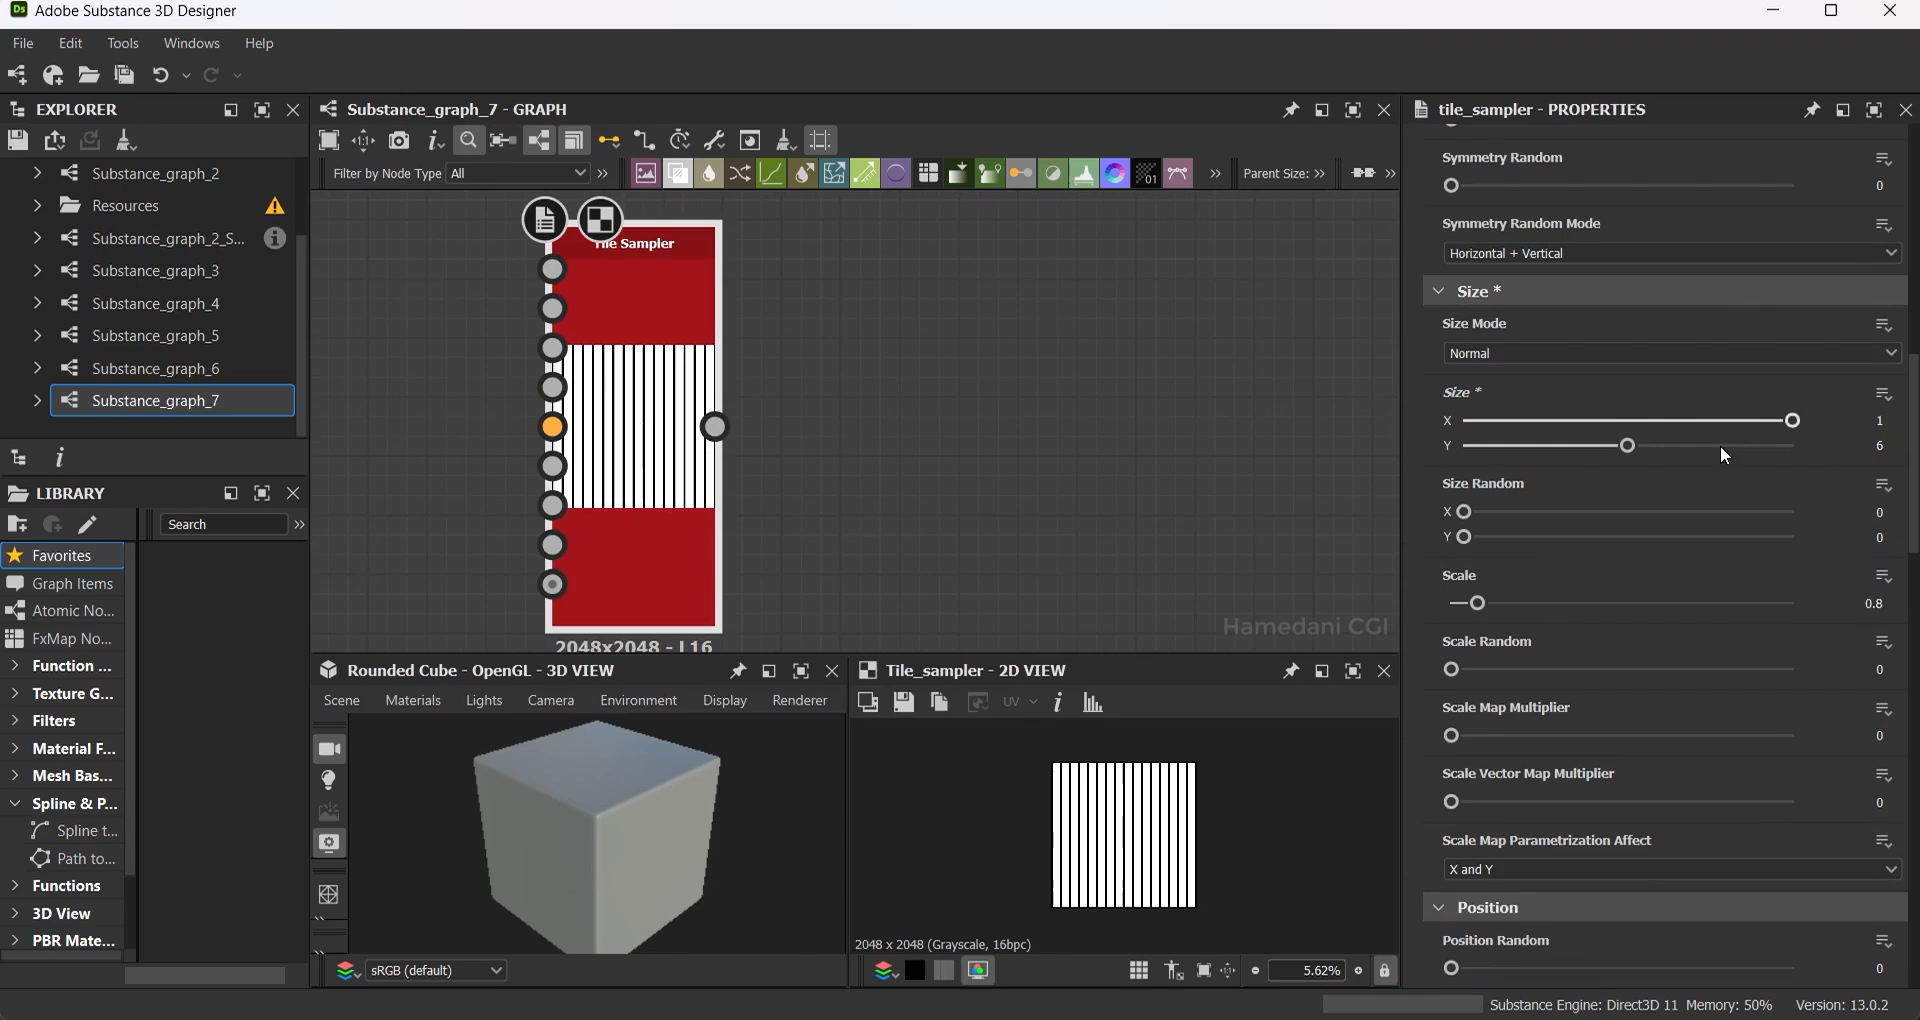 Ds Adobe Substance 3D Designer
File Edit Tools Windows Help
EXPLORER
Substance_graph_2
Resources
Substance_graph_2_S...
Substance_graph_3
Substance_graph_4
Substance_graph_5
Substance_graph_6
Substance_graph_7
LIBRARY
Search
Favorites
Graph Items
Atomic No...
FxMap No...
Function ...
Texture G...
Filters
Material F...
Mesh Bas...
Spline & P...
Spline t...
Path to...
Functions
3D View
PBR Mate...
Substance_graph_7 - GRAPH
Filter by Node Type All
01
Parent Size:
Tile Sampler
2048x2048 - L16
Hamedani CGI
Rounded Cube - OpenGL - 3D VIEW
Scene Materials Lights Camera Environment Display Renderer
sRGB (default)
Tile_sampler - 2D VIEW
UV
2048 x 2048 (Grayscale, 16bpc)
5.62%
tile_sampler - PROPERTIES
Symmetry Random
0
Symmetry Random Mode
Horizontal + Vertical
Size *
Size Mode
Normal
Size *
X 1
Y 6
Size Random
X 0
Y 0
Scale
0.8
Scale Random
0
Scale Map Multiplier
0
Scale Vector Map Multiplier
0
Scale Map Parametrization Affect
X and Y
Position
Position Random
0
Substance Engine: Direct3D 11 Memory: 50% Version: 13.0.2